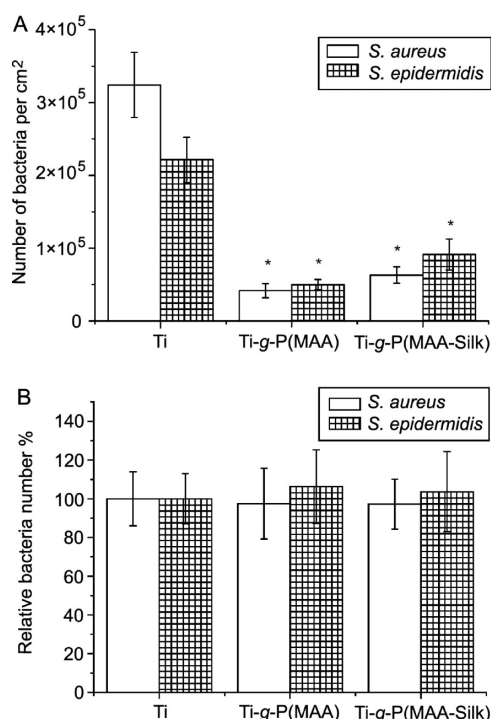 A
Number of bacteria per cm²
4×10⁵
3×10⁵
2×10⁵
1×10⁵
0
S. aureus
S. epidermidis
* * * *
Ti Ti-g-P(MAA) Ti-g-P(MAA-Silk)
B
Relative bacteria number %
140
120
100
80
60
40
20
0
S. aureus
S. epidermidis
Ti Ti-g-P(MAA) Ti-g-P(MAA-Silk)